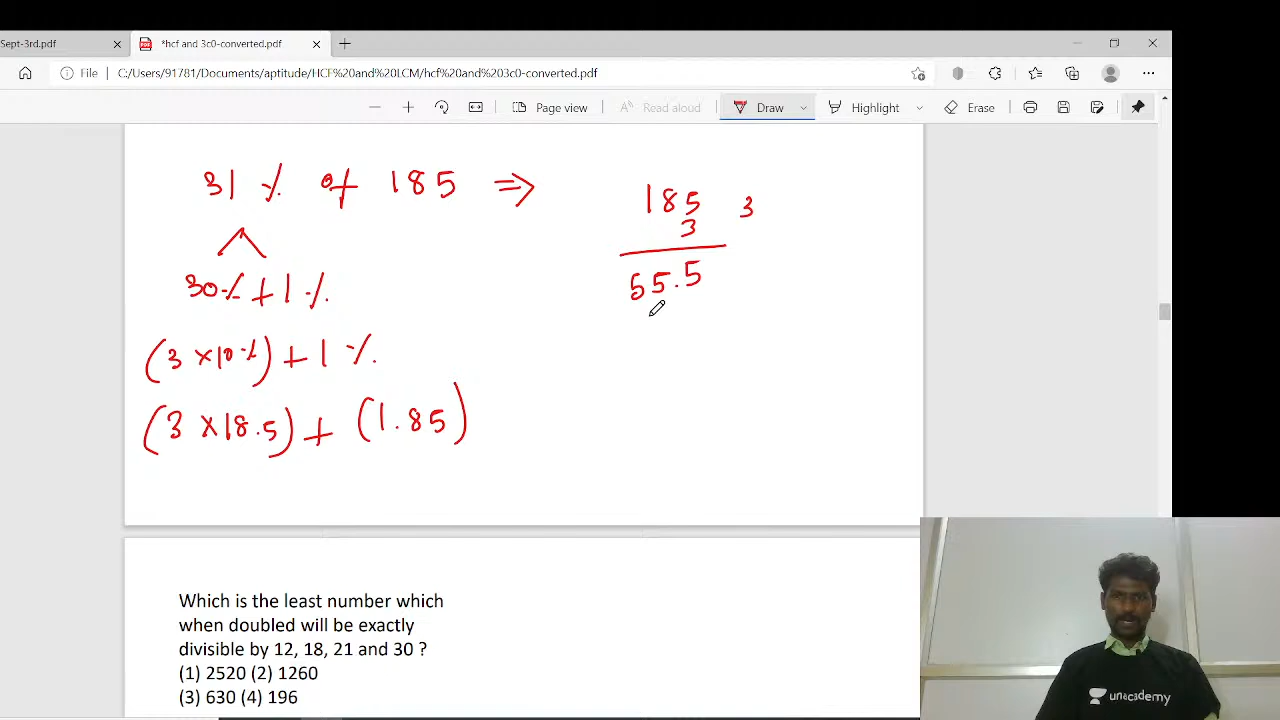 Sept-3rd.pdf
*hcf and 3c0-converted.pdf
File
C:/Users/91781/Documents/aptitude/HCF%20and%20LCM/hcf%20and%203c0-converted.pdf
Page view
Read aloud
Draw
Highlight
Erase
31 % of 185 ⇒
30% + 1 %
(3 × 10 %) + 1 %
(3 × 18.5) + (1.85)
185 3
3
55.5
Which is the least number which
when doubled will be exactly
divisible by 12, 18, 21 and 30 ?
(1) 2520 (2) 1260
(3) 630 (4) 196
unacademy